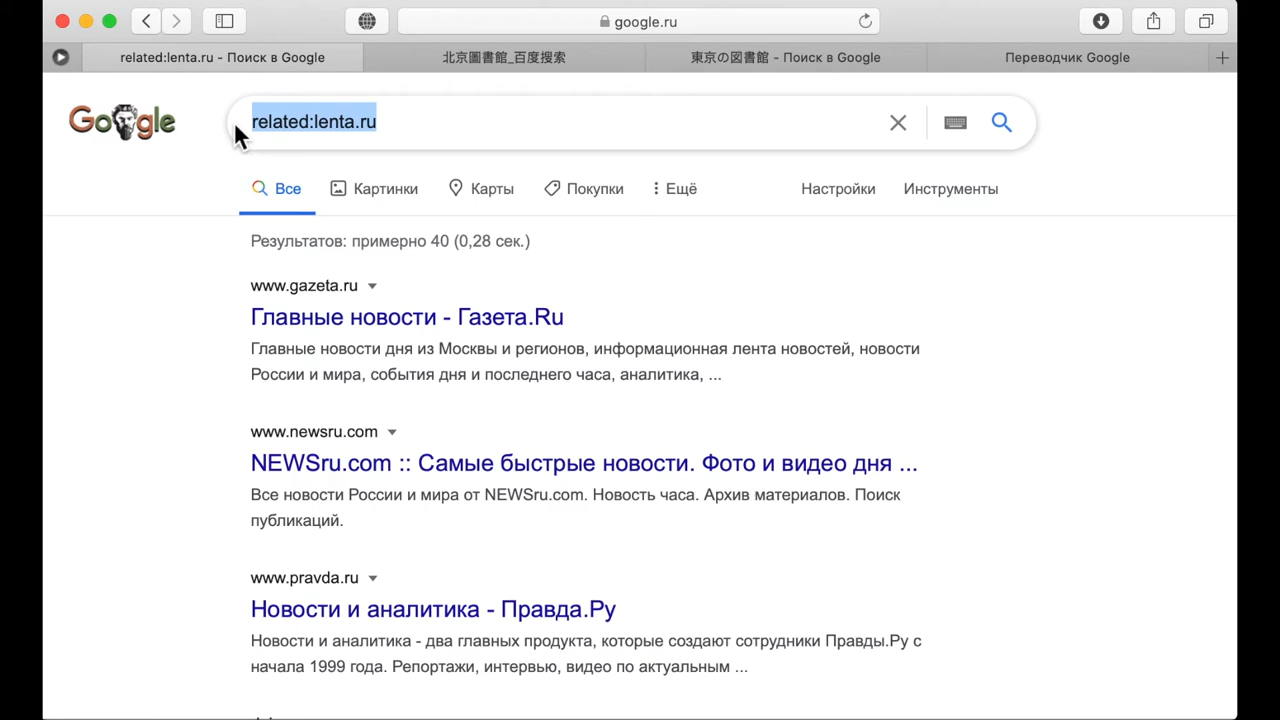 google.ru
related:lenta.ru - Поиск в Google
北京圖書館_百度搜索
東京の図書館 - Поиск в Google
Переводчик Google
Google
related:lenta.ru
Все
Картинки
Карты
Покупки
Ещё
Настройки
Инструменты
Результатов: примерно 40 (0,28 сек.)
www.gazeta.ru
Главные новости - Газета.Ru
Главные новости дня из Москвы и регионов, информационная лента новостей, новости
России и мира, события дня и последнего часа, аналитика, ...
www.newsru.com
NEWSru.com :: Самые быстрые новости. Фото и видео дня ...
Все новости России и мира от NEWSru.com. Новость часа. Архив материалов. Поиск
публикаций.
www.pravda.ru
Новости и аналитика - Правда.Ру
Новости и аналитика - два главных продукта, которые создают сотрудники Правды.Ру с
начала 1999 года. Репортажи, интервью, видео по актуальным ...